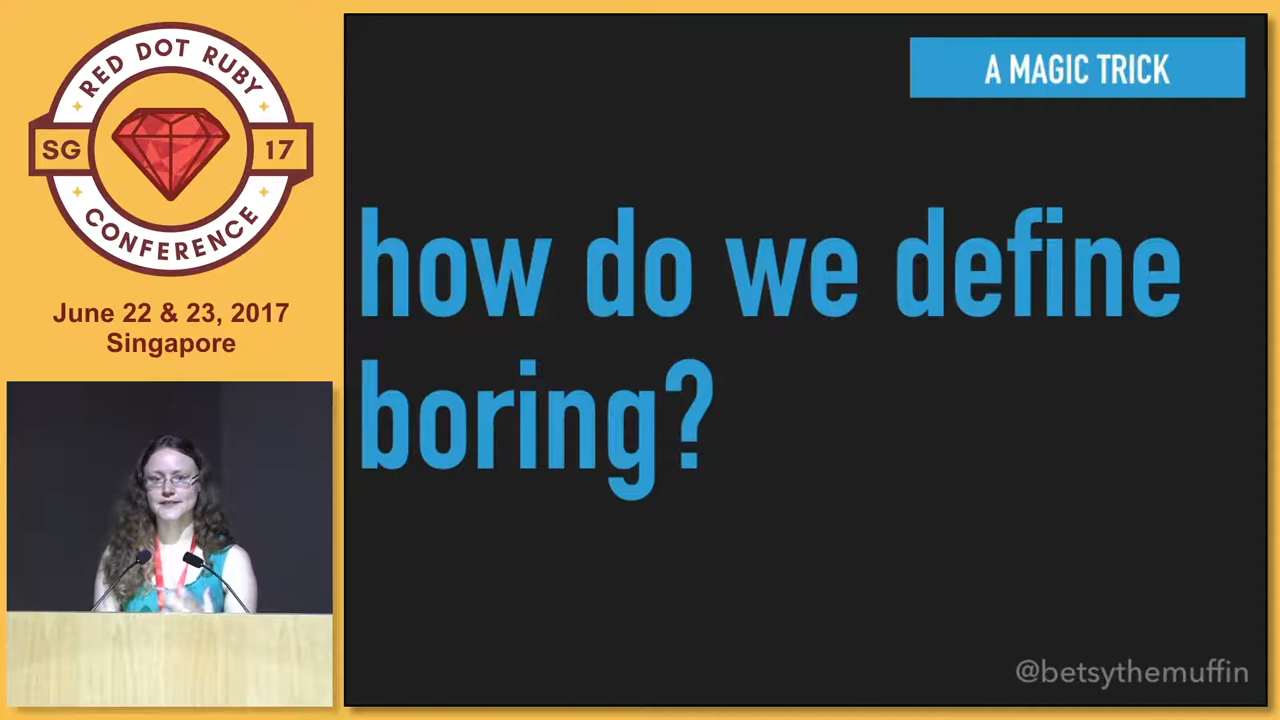 RED DOT RUBY
SG 17
CONFERENCE
June 22 & 23, 2017
Singapore
A MAGIC TRICK
how do we define
boring?
@betsythemuffin